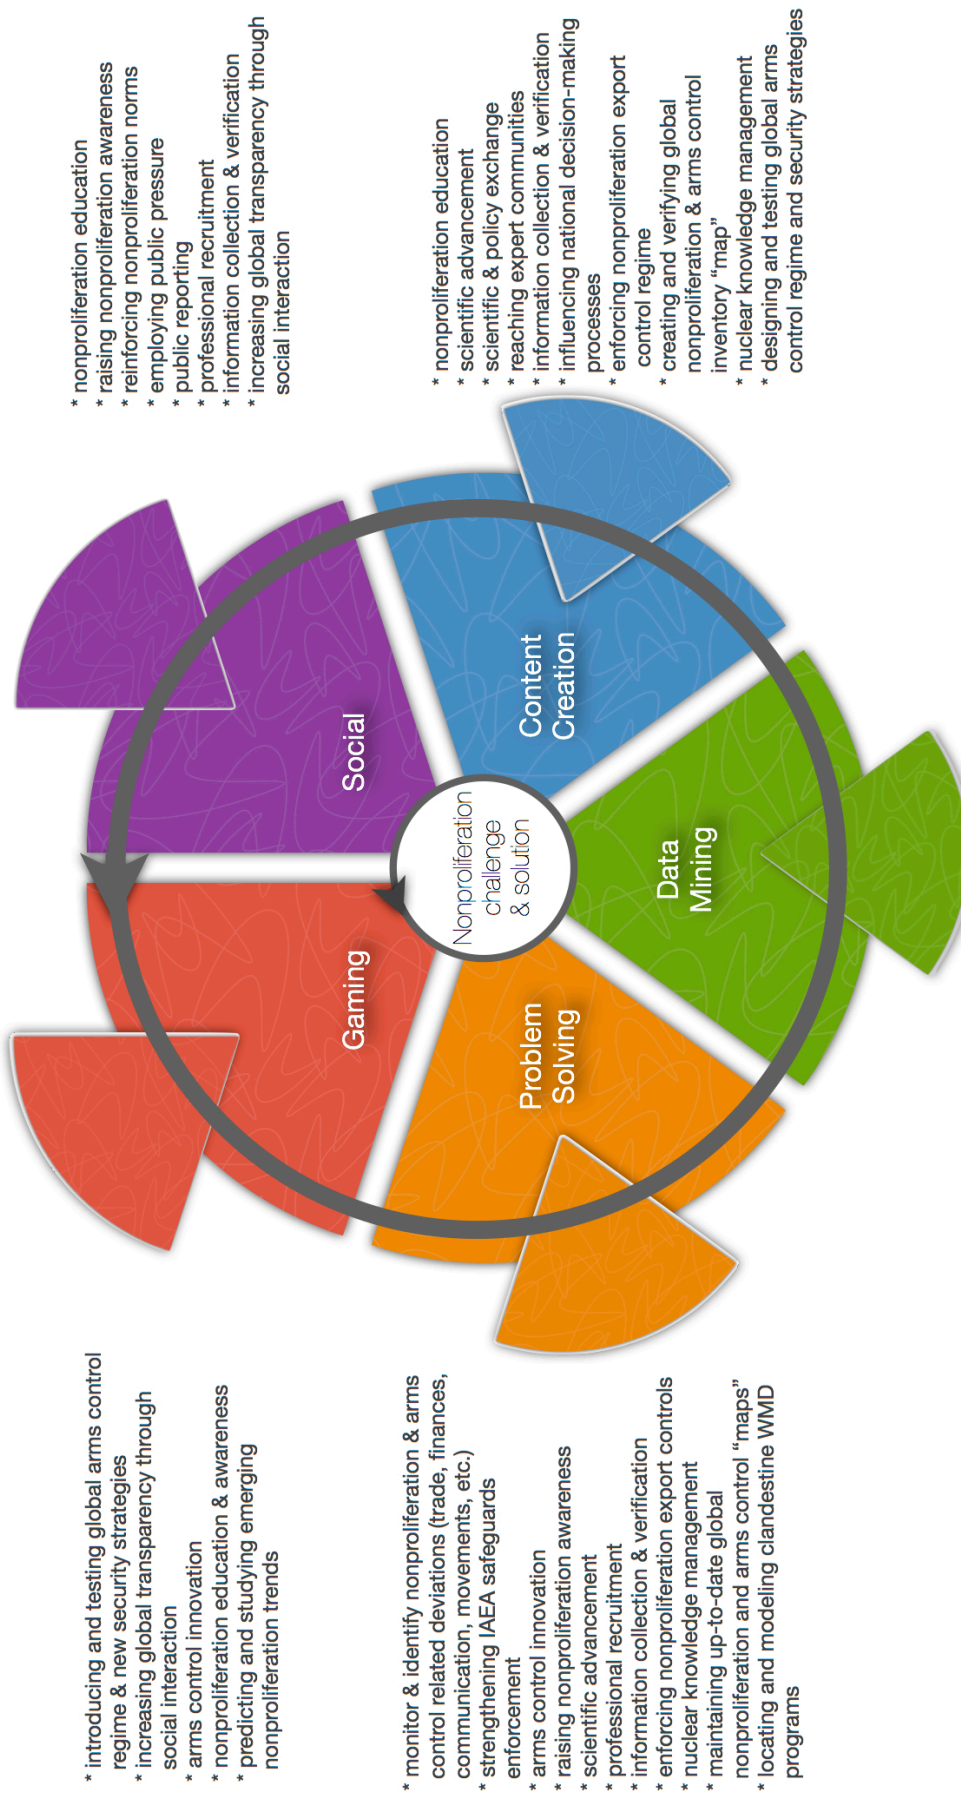 * introducing and testing global arms control
regime & new security strategies
* increasing global transparency through
social interaction
* arms control innovation
* nonproliferation education & awareness
* predicting and studying emerging
nonproliferation trends
* monitor & identify nonproliferation & arms
control related deviations (trade, finances,
communication, movements, etc.)
* strengthening IAEA safeguards
enforcement
* arms control innovation
* raising nonproliferation awareness
* scientific advancement
* professional recruitment
* information collection & verification
* enforcing nonproliferation export controls
* nuclear knowledge management
* maintaining up-to-date global
nonproliferation and arms control “maps”
* locating and modeling clandestine WMD
programs
Gaming
Social
Problem
Solving
Nonproliferation
challenge
& solution
Content
Creation
Data
Mining
* nonproliferation education
* raising nonproliferation awareness
* reinforcing nonproliferation norms
* employing public pressure
* public reporting
* professional recruitment
* information collection & verification
* increasing global transparency through
social interaction
* nonproliferation education
* scientific advancement
* scientific & policy exchange
* reaching expert communities
* information collection & verification
* influencing national decision-making
processes
* enforcing nonproliferation export
control regime
* creating and verifying global
nonproliferation & arms control
inventory “map”
* nuclear knowledge management
* designing and testing global arms
control regime and security strategies